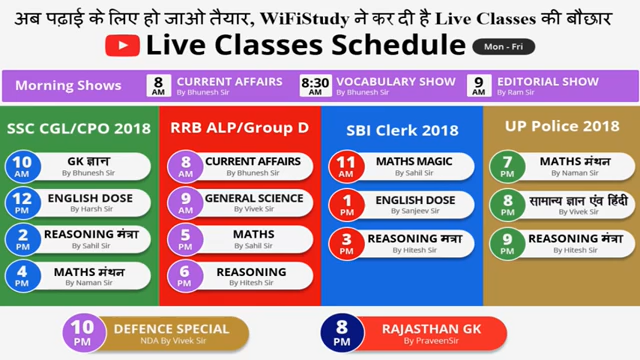 अब पढ़ाई के लिए हो जाओ तैयार, WiFiStudy ने कर दी है Live Classes की बौछार
Live Classes Schedule Mon - Fri
Morning Shows
8 AM CURRENT AFFAIRS By Bhunesh Sir
8:30 AM VOCABULARY SHOW By Bhunesh Sir
9 AM EDITORIAL SHOW By Ram Sir
SSC CGL/CPO 2018
10 AM GK ज्ञान By Bhunesh Sir
12 PM ENGLISH DOSE By Harsh Sir
2 PM REASONING मंत्रा By Sahil Sir
4 PM MATHS मंथन By Naman Sir
RRB ALP/Group D
8 AM CURRENT AFFAIRS By Bhunesh Sir
9 AM GENERAL SCIENCE By Vivek Sir
5 PM MATHS By Sahil Sir
6 PM REASONING By Hitesh Sir
SBI Clerk 2018
11 AM MATHS MAGIC By Sahil Sir
1 PM ENGLISH DOSE By Sanjeev Sir
3 PM REASONING मंत्रा By Hitesh Sir
UP Police 2018
7 PM MATHS मंथन By Naman Sir
8 PM सामान्य ज्ञान एंव हिंदी By Vivek Sir
9 PM REASONING मंत्रा By Hitesh Sir
10 PM DEFENCE SPECIAL NDA By Vivek Sir
8 PM RAJASTHAN GK By PraveenSir